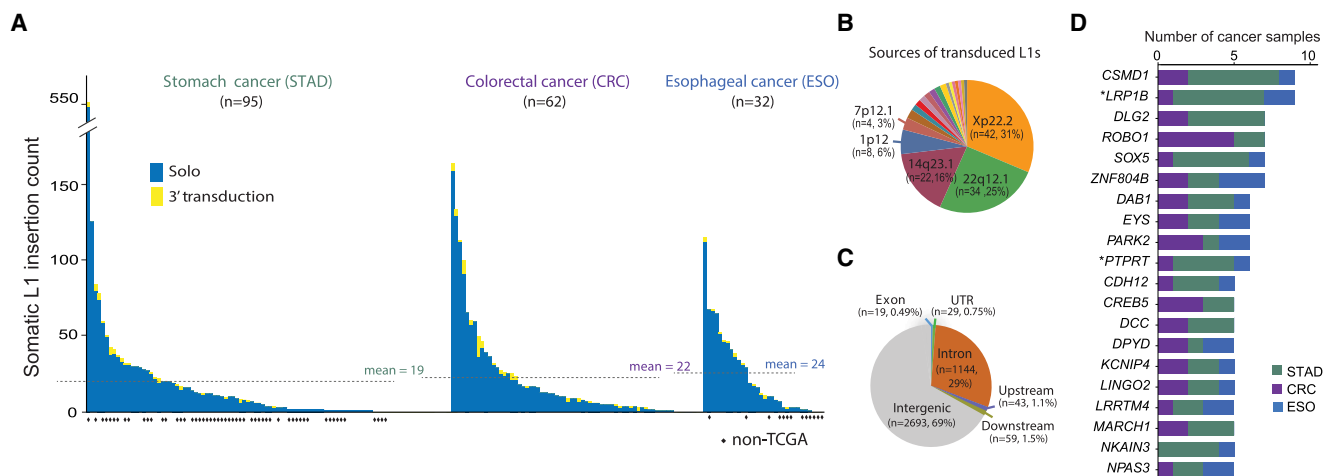 A
Stomach cancer (STAD)
(n=95)
Colorectal cancer (CRC)
(n=62)
Esophageal cancer (ESO)
(n=32)
Somatic L1 insertion count
550
150
100
50
0
Solo
3' transduction
mean = 19
mean = 22
mean = 24
non-TCGA
B
Sources of transduced L1s
7p12.1
(n=4, 3%)
1p12
(n=8, 6%)
Xp22.2
(n=42, 31%)
14q23.1
(n=22,16%)
22q12.1
(n=34 ,25%)
C
Exon
(n=19, 0.49%)
UTR
(n=29, 0.75%)
Intron
(n=1144,
29%)
Upstream
(n=43, 1.1%)
Intergenic
(n=2693, 69%)
Downstream
(n=59, 1.5%)
D
Number of cancer samples
0 5 10
CSMD1
*LRP1B
DLG2
ROBO1
SOX5
ZNF804B
DAB1
EYS
PARK2
*PTPRT
CDH12
CREB5
DCC
DPYD
KCNIP4
LINGO2
LRRTM4
MARCH1
NKAIN3
NPAS3
STAD
CRC
ESO